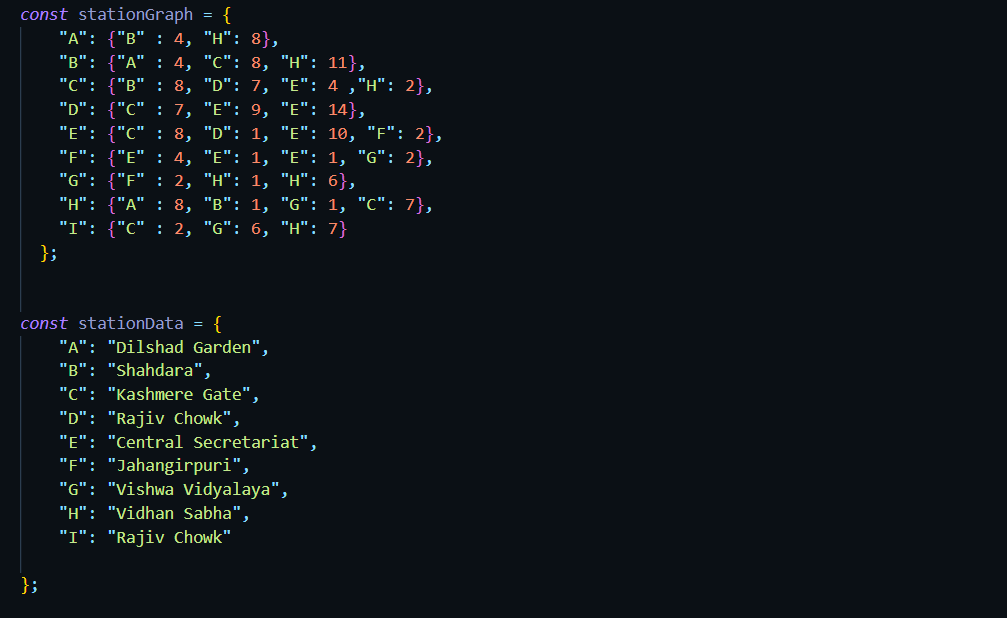 const stationGraph = {
"A": {"B" : 4, "H": 8},
"B": {"A" : 4, "C": 8, "H": 11},
"C": {"B" : 8, "D": 7, "E": 4 ,"H": 2},
"D": {"C" : 7, "E": 9, "E": 14},
"E": {"C" : 8, "D": 1, "E": 10, "F": 2},
"F": {"E" : 4, "E": 1, "E": 1, "G": 2},
"G": {"F" : 2, "H": 1, "H": 6},
"H": {"A" : 8, "B": 1, "G": 1, "C": 7},
"I": {"C" : 2, "G": 6, "H": 7}
};
const stationData = {
"A": "Dilshad Garden",
"B": "Shahdara",
"C": "Kashmere Gate",
"D": "Rajiv Chowk",
"E": "Central Secretariat",
"F": "Jahangirpuri",
"G": "Vishwa Vidyalaya",
"H": "Vidhan Sabha",
"I": "Rajiv Chowk"
};